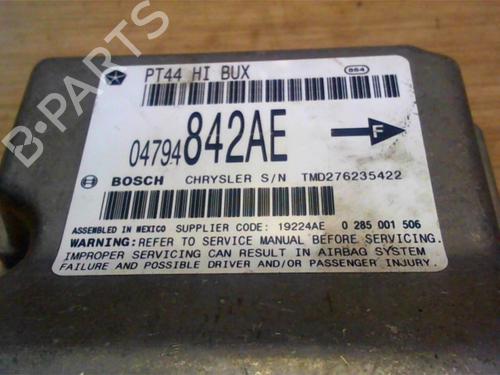 PT44 HI BUX
884
04794842AE
F
BOSCH CHRYSLER S/N TMD276235422
ASSEMBLED IN MEXICO SUPPLIER CODE: 19224AE 0 285 001 506
WARNING: REFER TO SERVICE MANUAL BEFORE SERVICING.
IMPROPER SERVICING CAN RESULT IN AIRBAG SYSTEM
FAILURE AND POSSIBLE DRIVER AND/OR PASSENGER INJURY.
B-PARTS